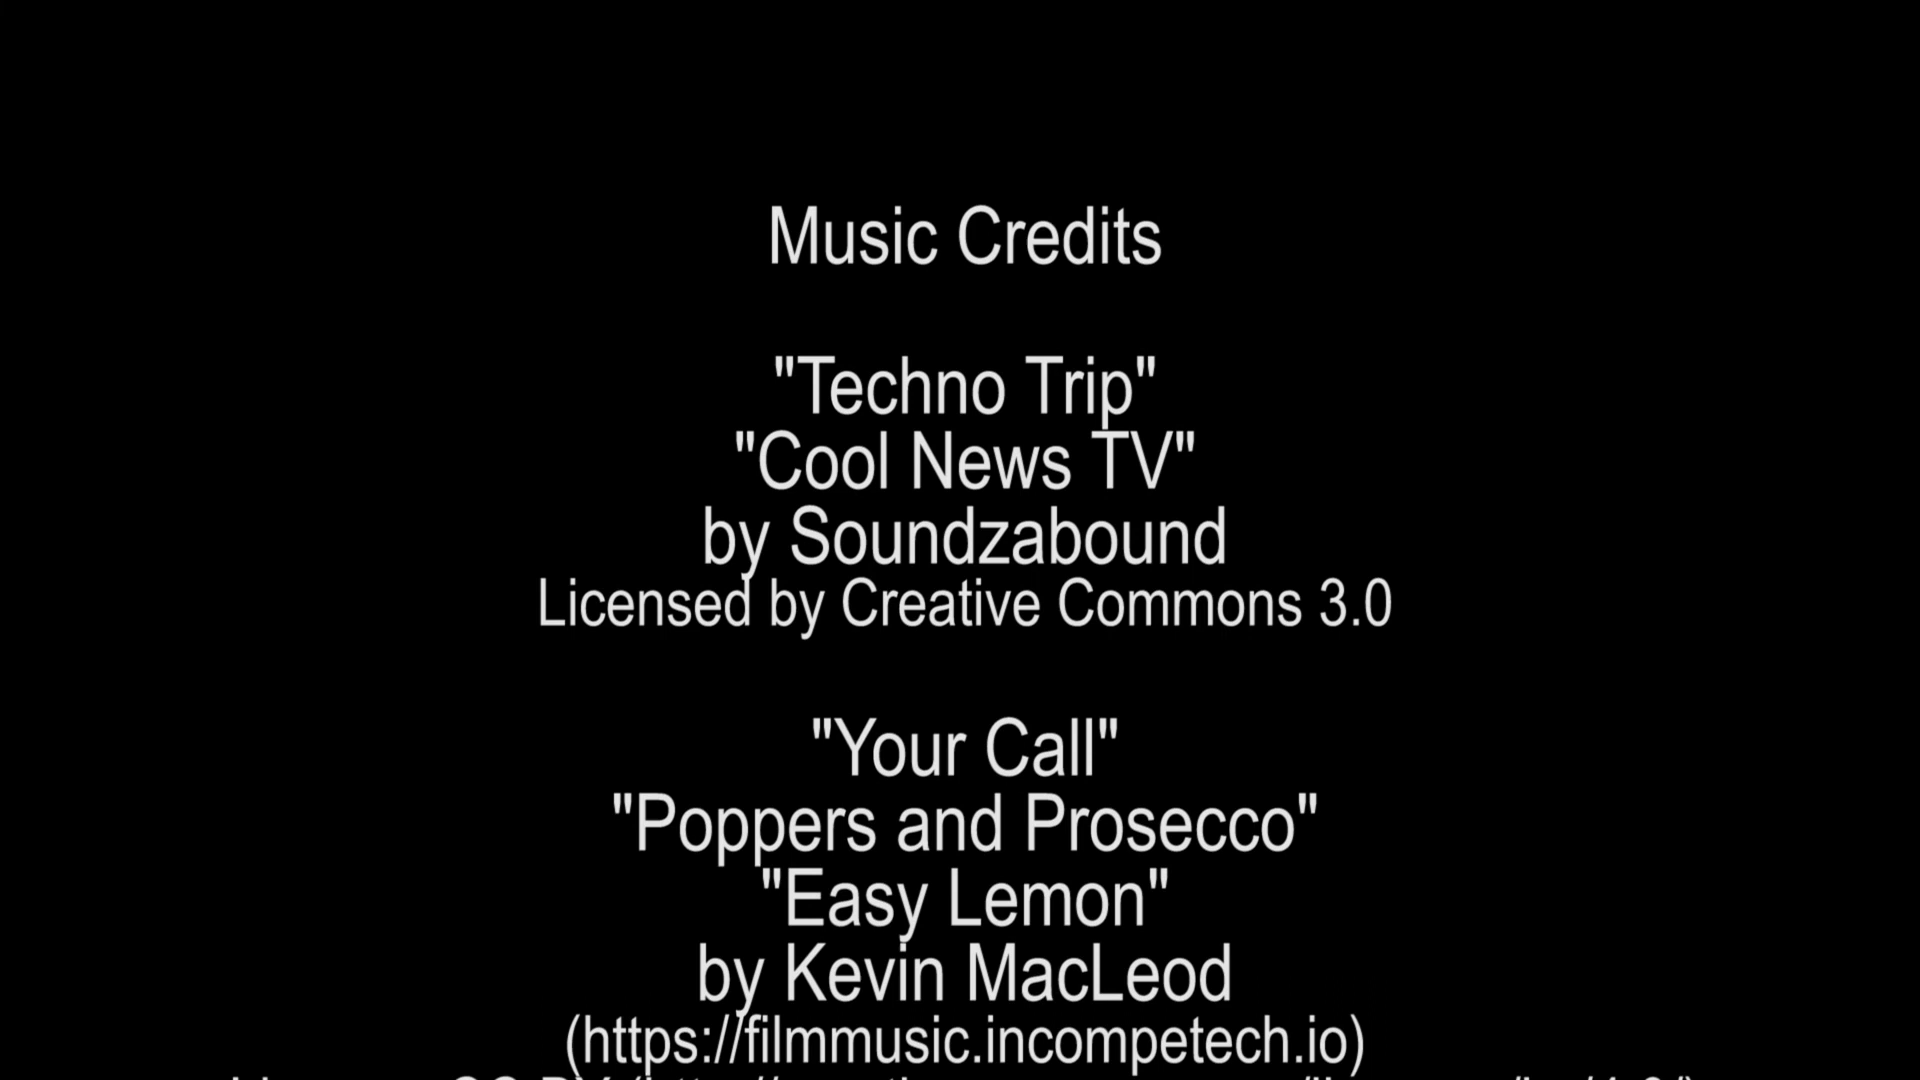 Music Credits
"Techno Trip"
"Cool News TV"
by Soundzabound
Licensed by Creative Commons 3.0
"Your Call"
"Poppers and Prosecco"
"Easy Lemon"
by Kevin MacLeod
(https://filmmusic.incompetech.io)